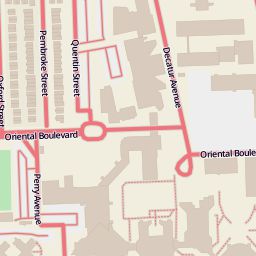 Pembroke Street
Quentin Street
Decatur Avenue
Oxford Street
Oriental Boulevard
Oriental Boule
Perry Avenue